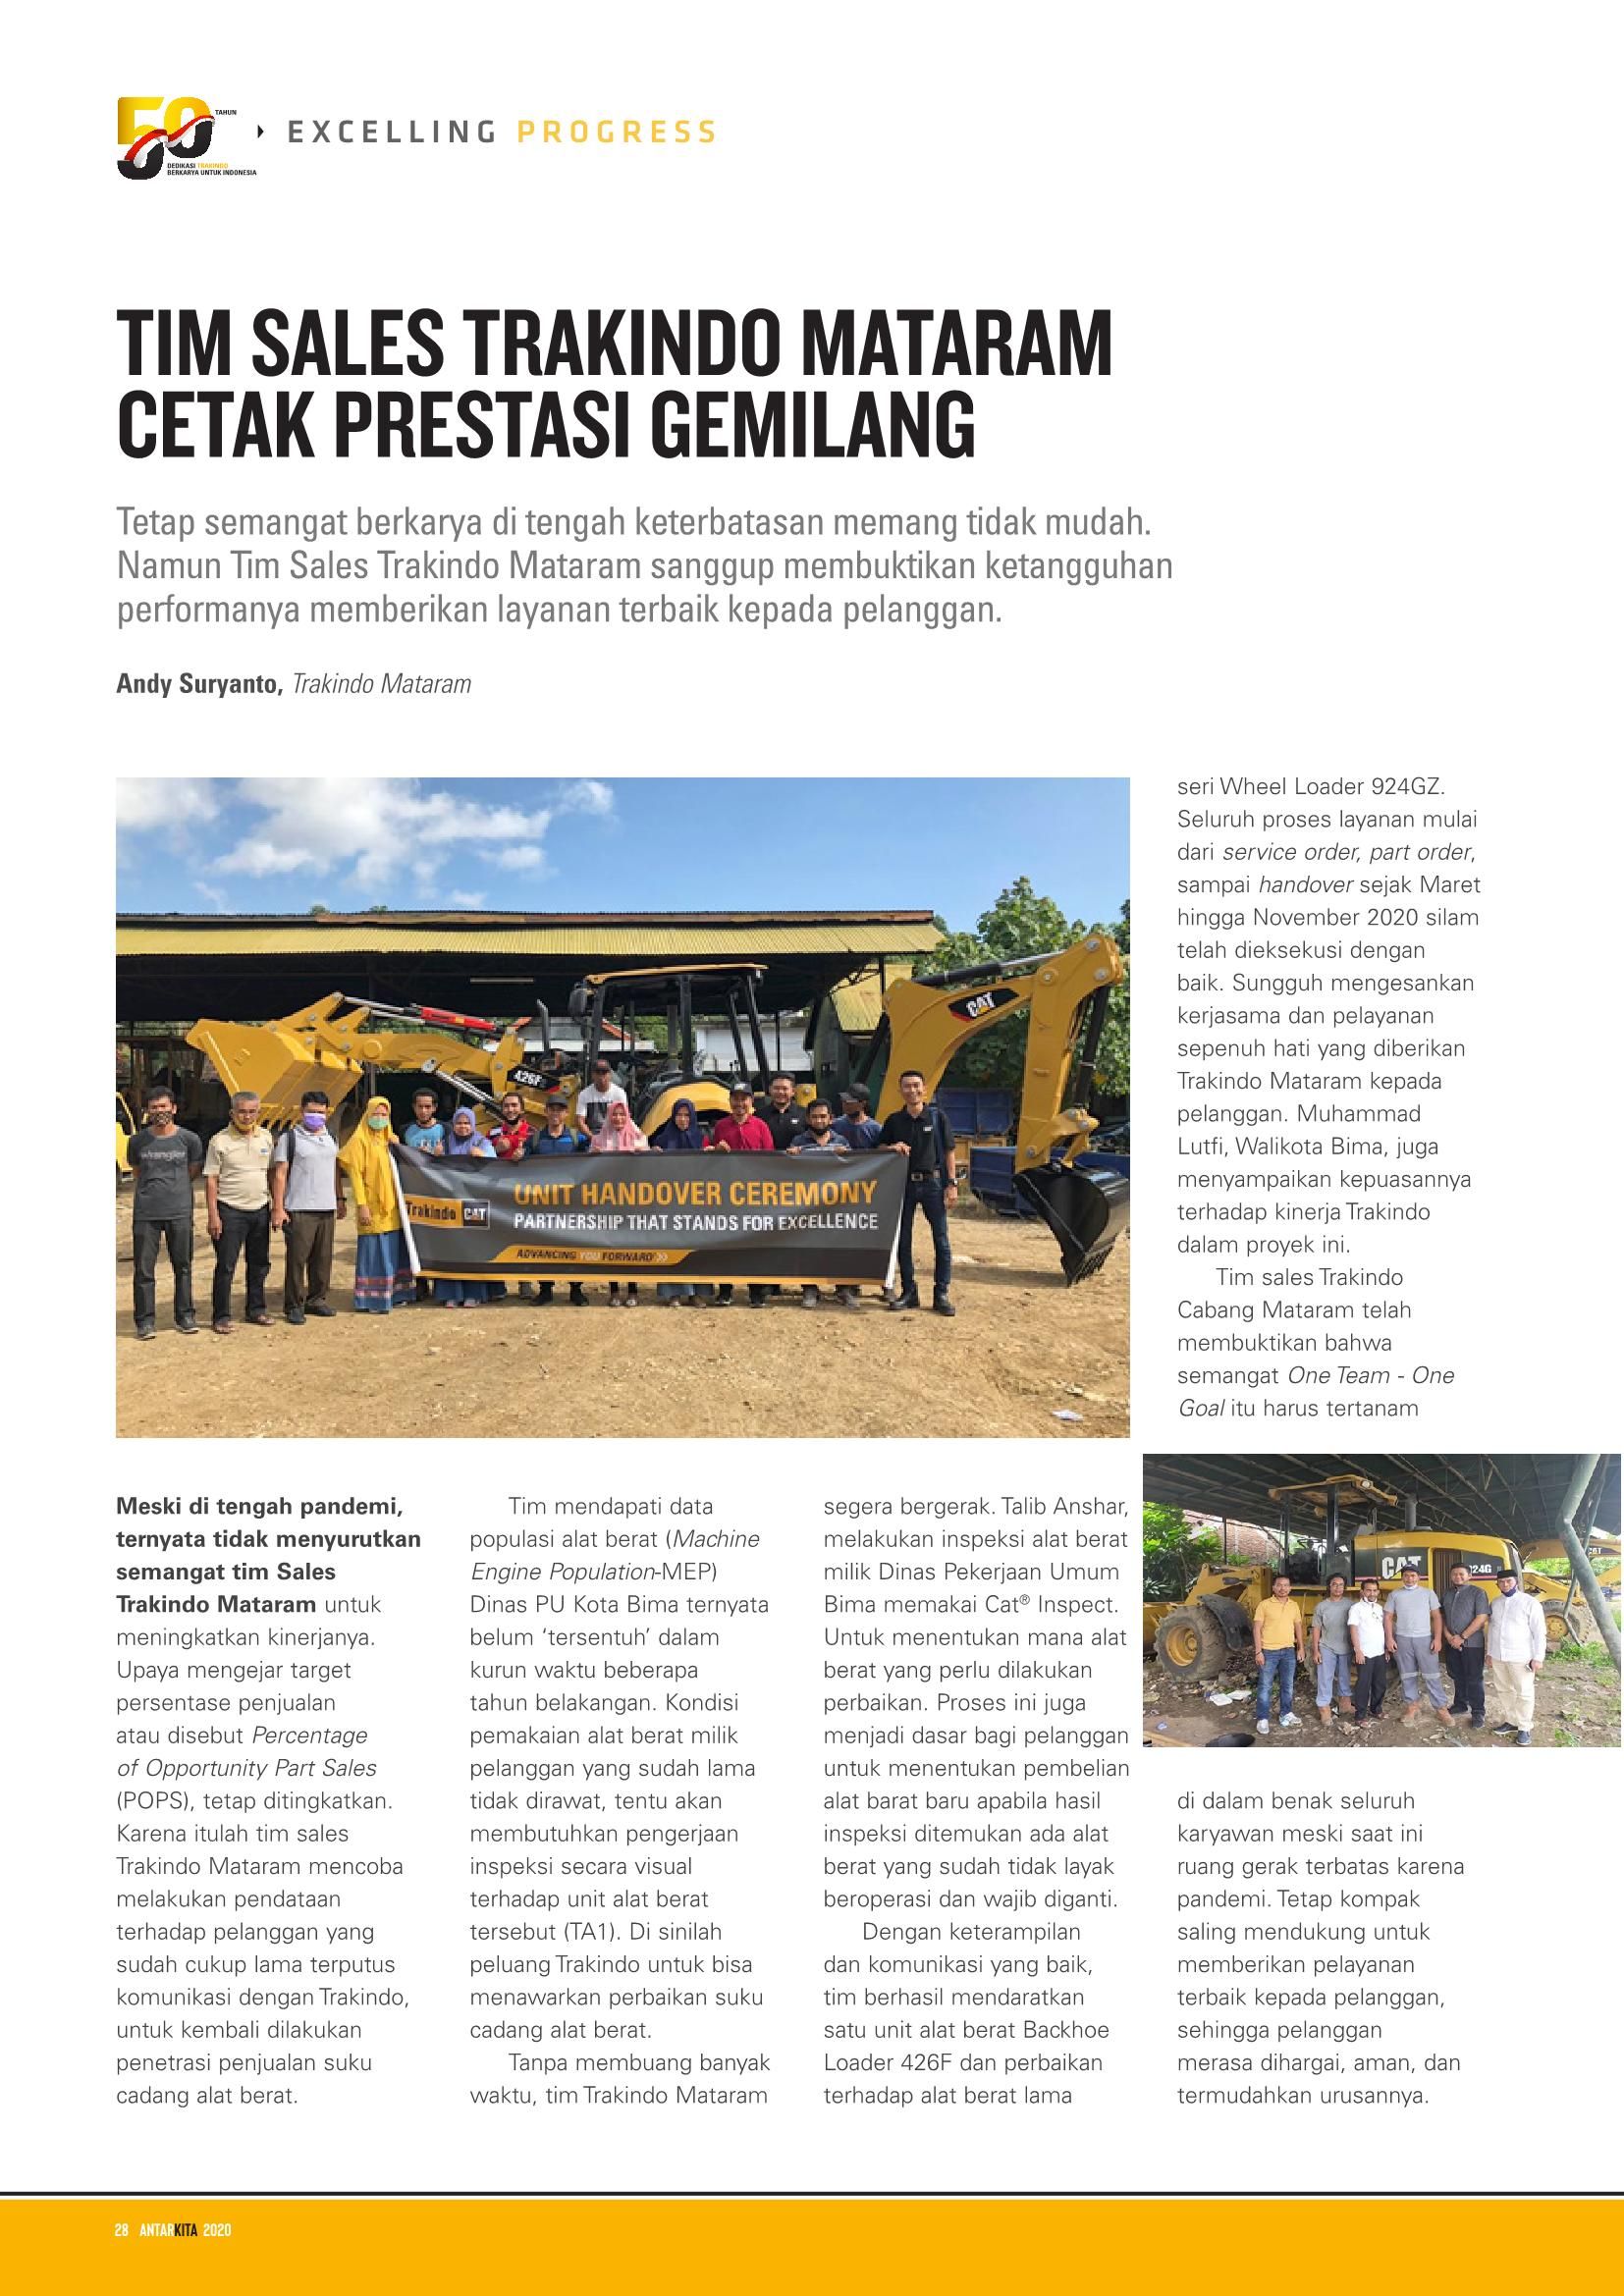 50 TAHUN
DEDIKASI TRAKINDO
BERKARYA UNTUK INDONESIA
EXCELLING PROGRESS
TIM SALES TRAKINDO MATARAM
CETAK PRESTASI GEMILANG
Tetap semangat berkarya di tengah keterbatasan memang tidak mudah.
Namun Tim Sales Trakindo Mataram sanggup membuktikan ketangguhan
performanya memberikan layanan terbaik kepada pelanggan.
Andy Suryanto, Trakindo Mataram
CAT
426F
wrangler
Trakindo CAT
UNIT HANDOVER CEREMONY
PARTNERSHIP THAT STANDS FOR EXCELLENCE
ADVANCING YOU FORWARD
Meski di tengah pandemi,
ternyata tidak menyurutkan
semangat tim Sales
Trakindo Mataram untuk
meningkatkan kinerjanya.
Upaya mengejar target
persentase penjualan
atau disebut Percentage
of Opportunity Part Sales
(POPS), tetap ditingkatkan.
Karena itulah tim sales
Trakindo Mataram mencoba
melakukan pendataan
terhadap pelanggan yang
sudah cukup lama terputus
komunikasi dengan Trakindo,
untuk kembali dilakukan
penetrasi penjualan suku
cadang alat berat.
Tim mendapati data
populasi alat berat (Machine
Engine Population-MEP)
Dinas PU Kota Bima ternyata
belum ‘tersentuh’ dalam
kurun waktu beberapa
tahun belakangan. Kondisi
pemakaian alat berat milik
pelanggan yang sudah lama
tidak dirawat, tentu akan
membutuhkan pengerjaan
inspeksi secara visual
terhadap unit alat berat
tersebut (TA1). Di sinilah
peluang Trakindo untuk bisa
menawarkan perbaikan suku
cadang alat berat.
Tanpa membuang banyak
waktu, tim Trakindo Mataram
segera bergerak. Talib Anshar,
melakukan inspeksi alat berat
milik Dinas Pekerjaan Umum
Bima memakai Cat® Inspect.
Untuk menentukan mana alat
berat yang perlu dilakukan
perbaikan. Proses ini juga
menjadi dasar bagi pelanggan
untuk menentukan pembelian
alat barat baru apabila hasil
inspeksi ditemukan ada alat
berat yang sudah tidak layak
beroperasi dan wajib diganti.
Dengan keterampilan
dan komunikasi yang baik,
tim berhasil mendaratkan
satu unit alat berat Backhoe
Loader 426F dan perbaikan
terhadap alat berat lama
seri Wheel Loader 924GZ.
Seluruh proses layanan mulai
dari service order, part order,
sampai handover sejak Maret
hingga November 2020 silam
telah dieksekusi dengan
baik. Sungguh mengesankan
kerjasama dan pelayanan
sepenuh hati yang diberikan
Trakindo Mataram kepada
pelanggan. Muhammad
Lutfi, Walikota Bima, juga
menyampaikan kepuasannya
terhadap kinerja Trakindo
dalam proyek ini.
Tim sales Trakindo
Cabang Mataram telah
membuktikan bahwa
semangat One Team - One
Goal itu harus tertanam
CAT
924G
di dalam benak seluruh
karyawan meski saat ini
ruang gerak terbatas karena
pandemi. Tetap kompak
saling mendukung untuk
memberikan pelayanan
terbaik kepada pelanggan,
sehingga pelanggan
merasa dihargai, aman, dan
termudahkan urusannya.
28 ANTARKITA 2020